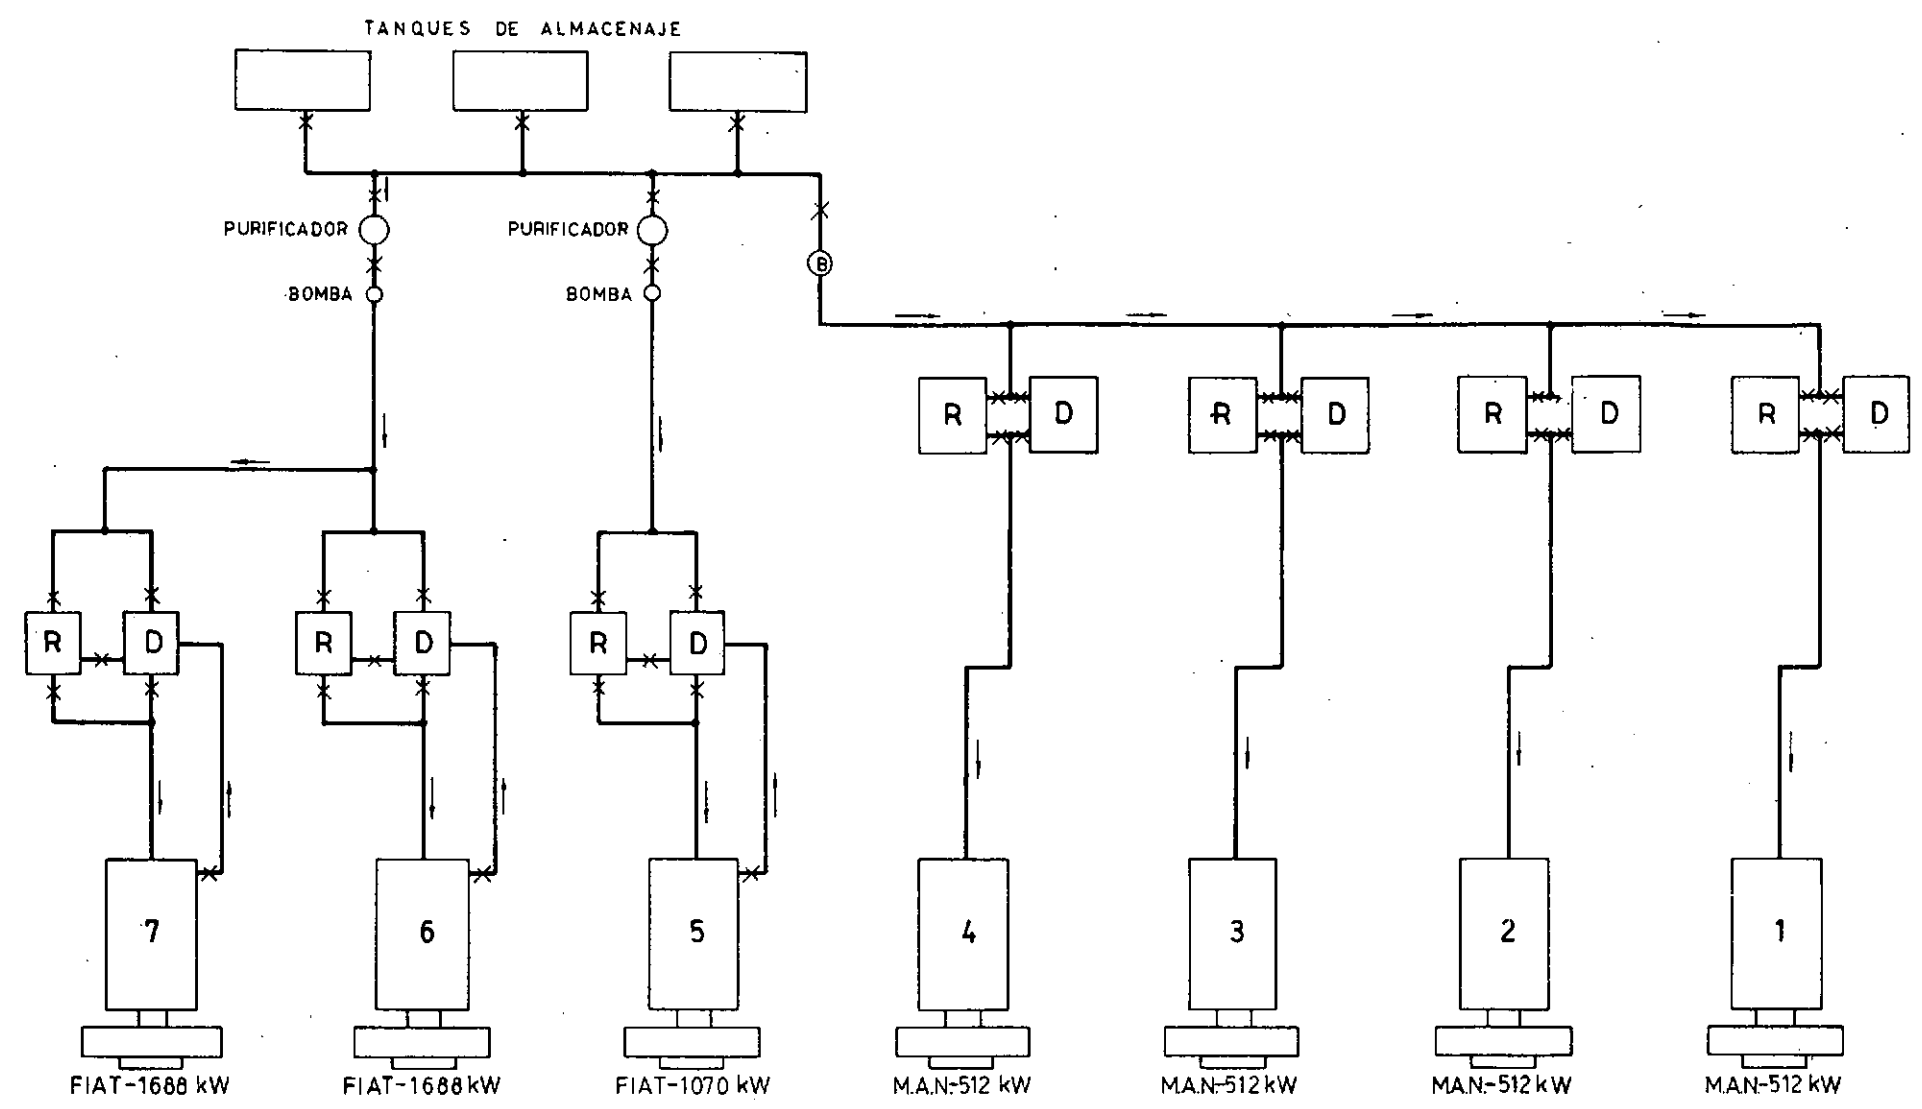 TANQUES DE ALMACENAJE
PURIFICADOR
PURIFICADOR
B
BOMBA
BOMBA
R D
R D
R D
R D
R D
R D
R D
7
6
5
4
3
2
1
FIAT-1688 kW
FIAT-1688 kW
FIAT-1070 kW
M.A.N.-512 kW
M.A.N.-512 kW
M.A.N.-512 kW
M.A.N.-512 kW